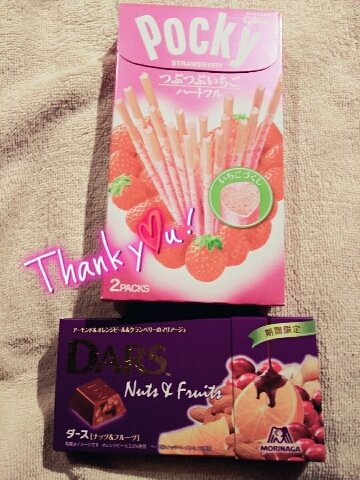 Glico
Pocky
STRAWBERRY
つぶつぶいちご
ハートフル
いちごづくし
Thank y♥u!
2PACKS
アーモンド&オレンジピール&クランベリーのマリアージュ
期間限定
DARS
Nuts & Fruits
ダース[ナッツ&フルーツ]
MORINAGA